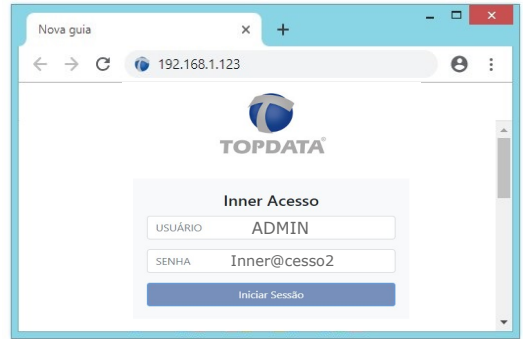 Nova guia
192.168.1.123
TOPDATA®
Inner Acesso
USUÁRIO ADMIN
SENHA Inner@cesso2
Iniciar Sessão